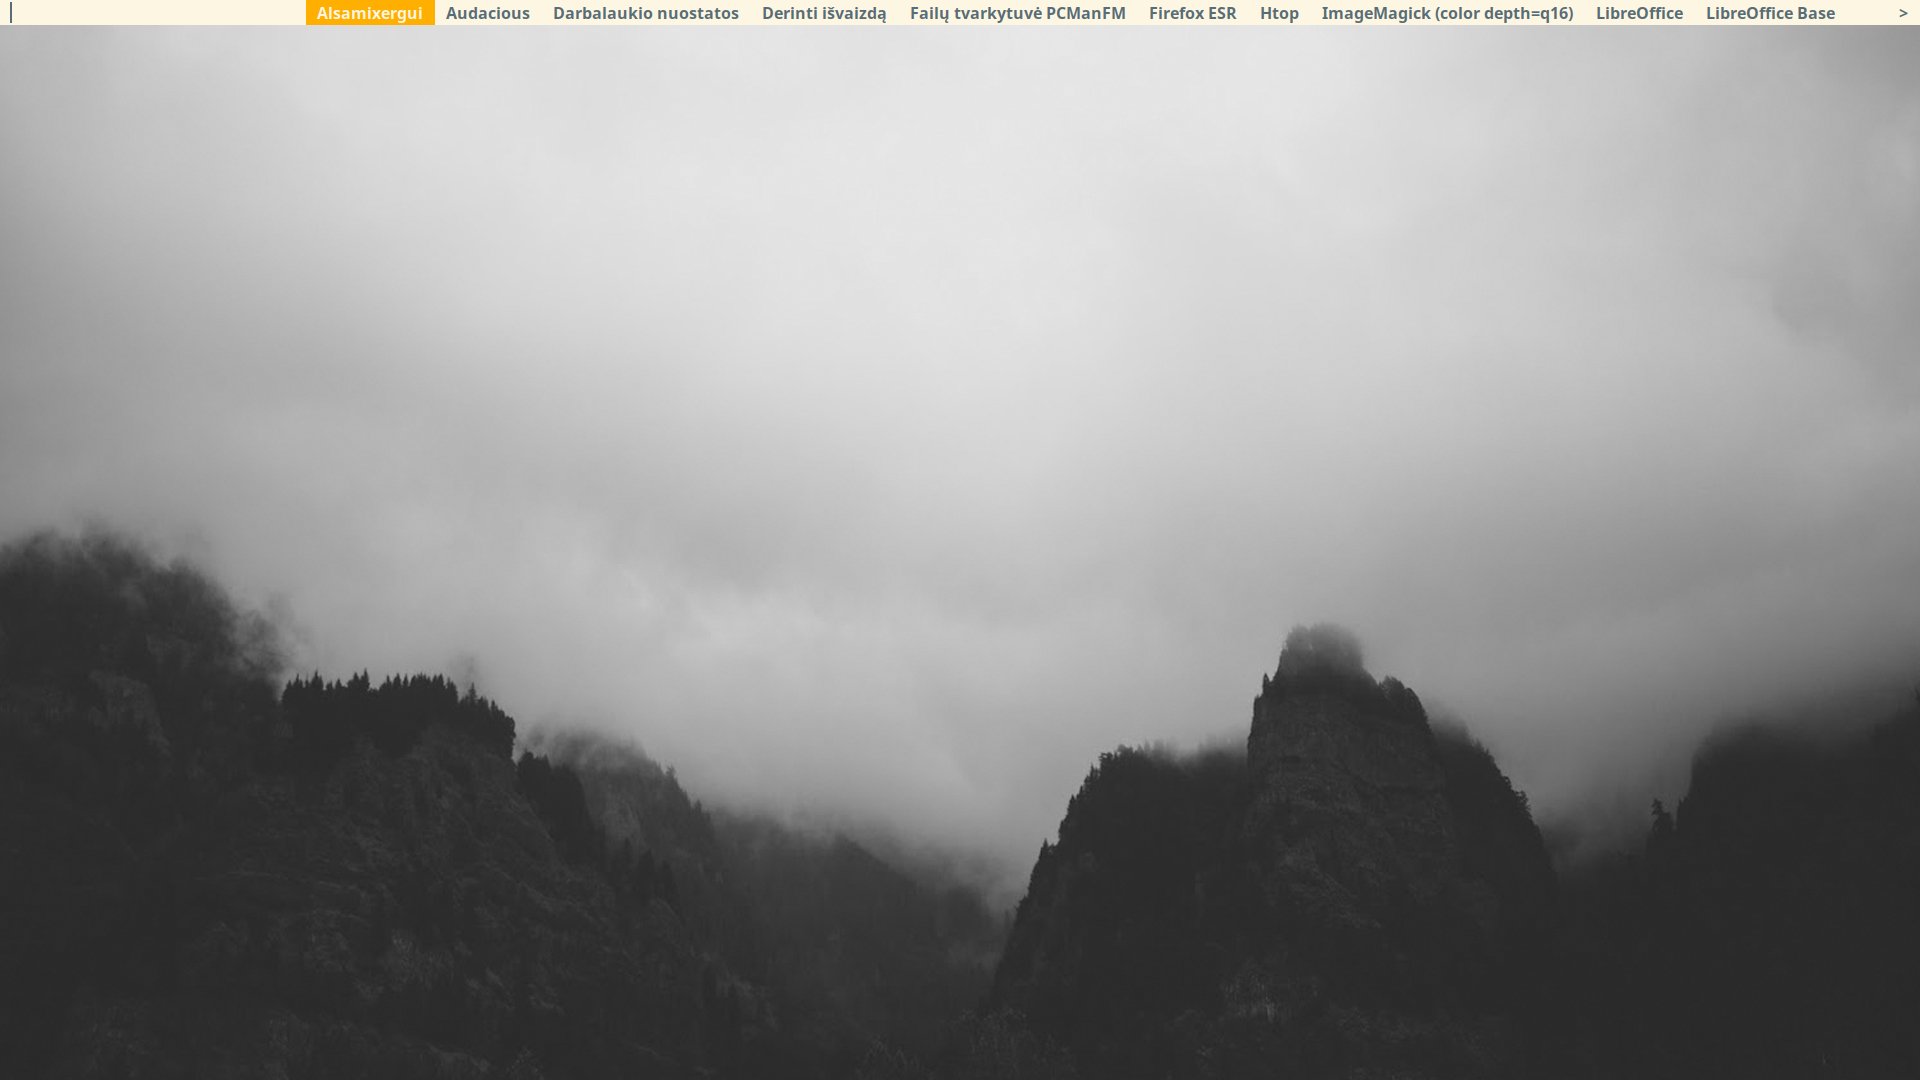 Alsamixergui Audacious Darbalaukio nuostatos Derinti išvaizdą Failų tvarkytuvė PCManFM Firefox ESR Htop ImageMagick (color depth=q16) LibreOffice LibreOffice Base >